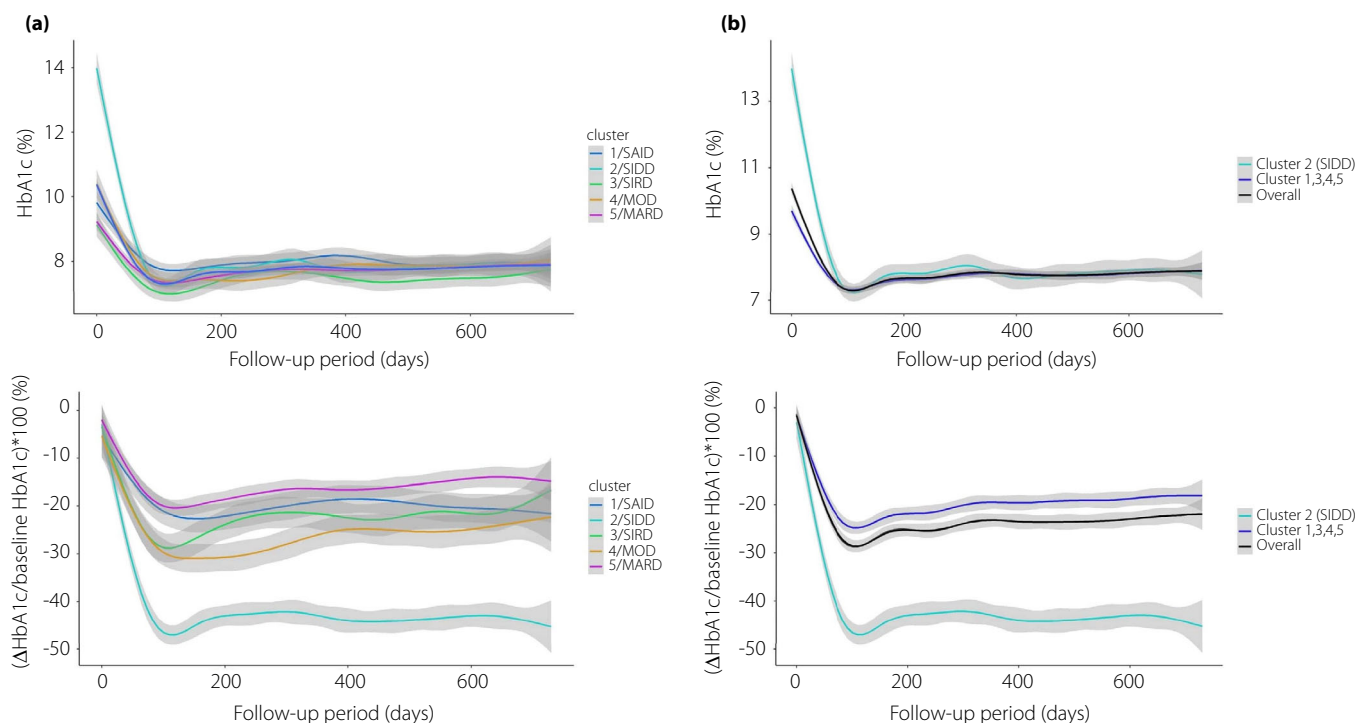 (a)
14
12
10
8
HbA1c (%)
0 200 400 600
Follow-up period (days)
cluster
1/SAID
2/SIDD
3/SIRD
4/MOD
5/MARD
(b)
13
11
9
7
HbA1c (%)
0 200 400 600
Follow-up period (days)
Cluster 2 (SIDD)
Cluster 1,3,4,5
Overall
0
-10
-20
-30
-40
-50
(ΔHbA1c/baseline HbA1c)*100 (%)
0 200 400 600
Follow-up period (days)
cluster
1/SAID
2/SIDD
3/SIRD
4/MOD
5/MARD
0
-10
-20
-30
-40
-50
(ΔHbA1c/baseline HbA1c)*100 (%)
0 200 400 600
Follow-up period (days)
Cluster 2 (SIDD)
Cluster 1,3,4,5
Overall